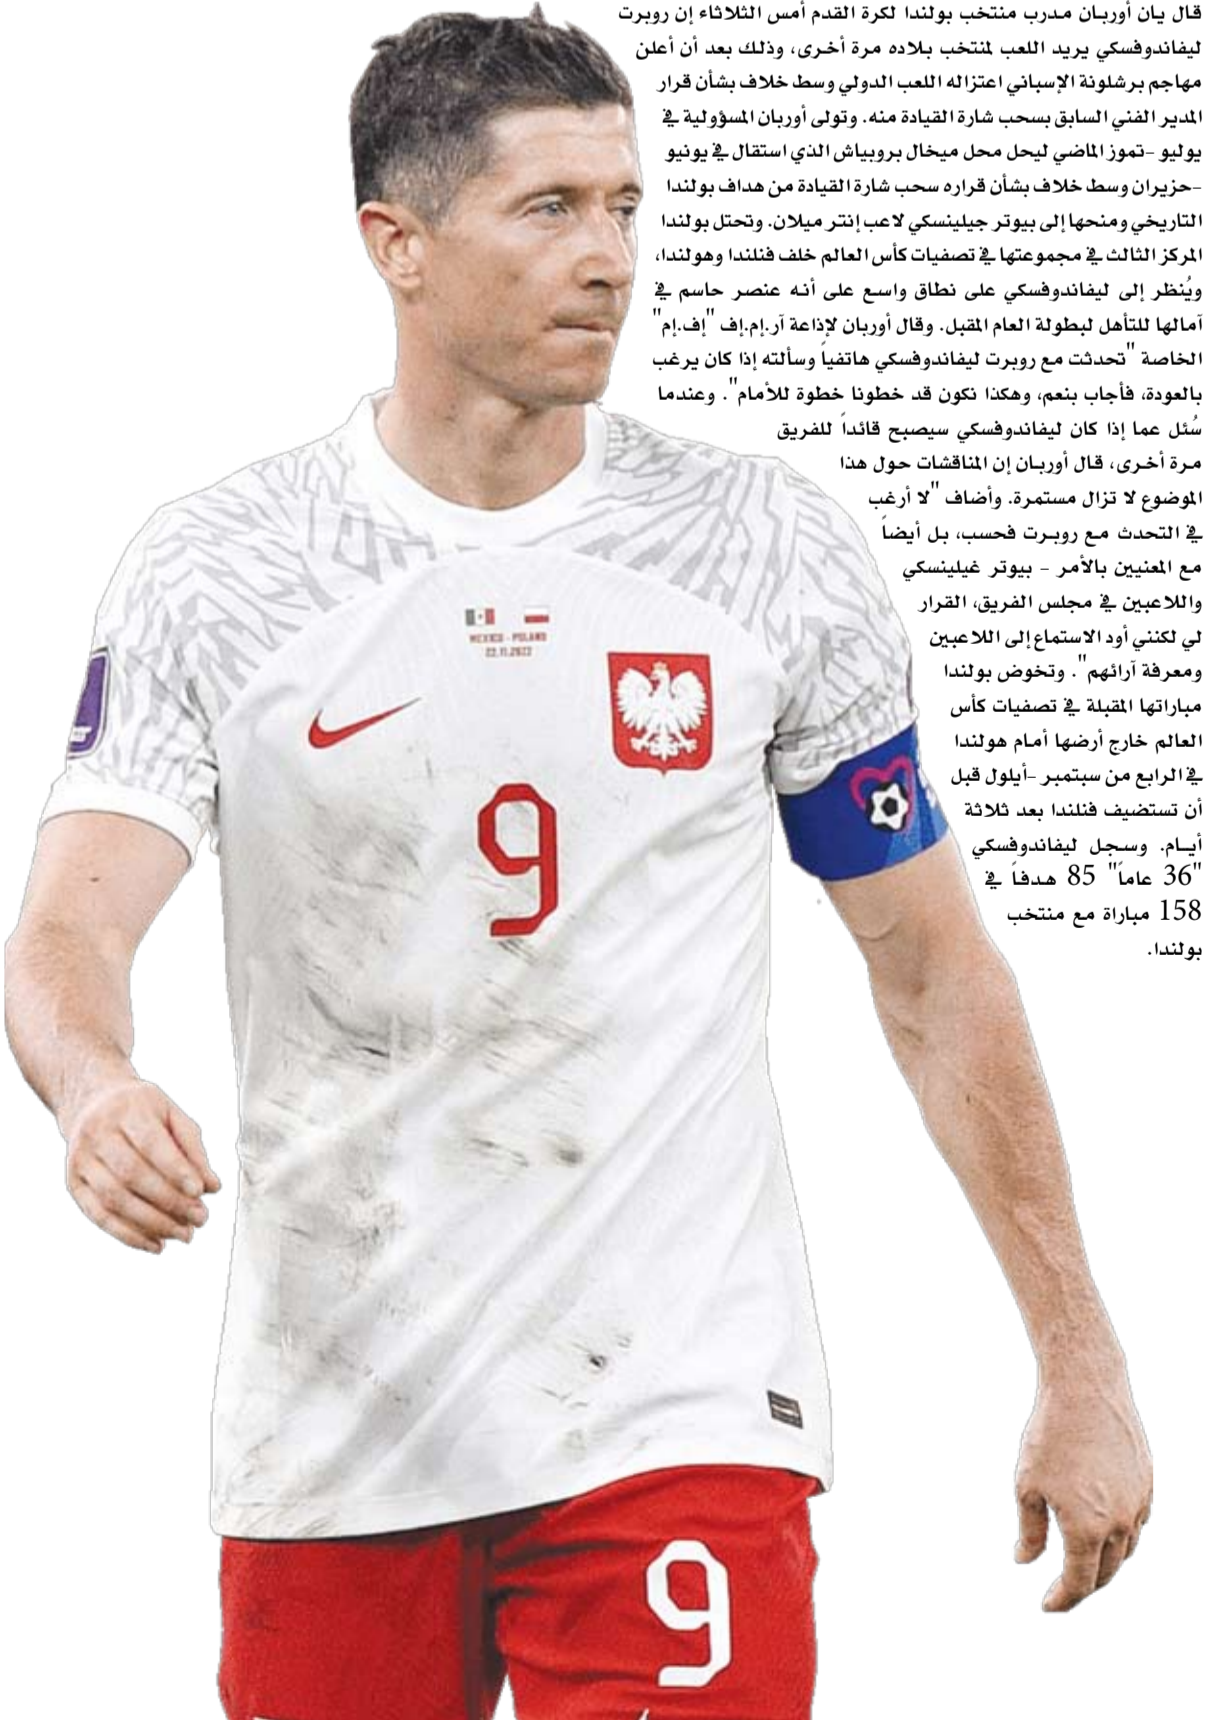 قال يان أوربان مدرب منتخب بولندا لكرة القدم أمس الثلاثاء إن روبرت
ليفاندوفسكي يريد اللعب لمنتخب بلاده مرة أخرى، وذلك بعد أن أعلن
مهاجم برشلونة الإسباني اعتزاله اللعب الدولي وسط خلاف بشأن قرار
المدير الفني السابق بسحب شارة القيادة منه. وتولى أوربان المسؤولية في
يوليو -تموز الماضي ليحل محل ميخال بروبياش الذي استقال في يونيو
-حزيران وسط خلاف بشأن قراره سحب شارة القيادة من هداف بولندا
التاريخي ومنحها إلى بيوتر جيلينسكي لاعب إنتر ميلان. وتحتل بولندا
المركز الثالث في مجموعتها في تصفيات كأس العالم خلف فنلندا وهولندا،
ويُنظر إلى ليفاندوفسكي على نطاق واسع على أنه عنصر حاسم في
آمالها للتأهل لبطولة العام المقبل. وقال أوربان لإذاعة آر.إم.إف "إف.إم"
الخاصة "تحدثت مع روبرت ليفاندوفسكي هاتفياً وسألته إذا كان يرغب
بالعودة، فأجاب بنعم، وهكذا نكون قد خطونا خطوة للأمام". وعندما
سُئل عما إذا كان ليفاندوفسكي سيصبح قائداً للفريق
مرة أخرى، قال أوربان إن المناقشات حول هذا
الموضوع لا تزال مستمرة. وأضاف "لا أرغب
في التحدث مع روبرت فحسب، بل أيضاً
مع المعنيين بالأمر - بيوتر غيلينسكي
واللاعبين في مجلس الفريق، القرار
لي لكنني أود الاستماع إلى اللاعبين
ومعرفة آرائهم". وتخوض بولندا
مباراتها المقبلة في تصفيات كأس
العالم خارج أرضها أمام هولندا
في الرابع من سبتمبر -أيلول قبل
أن تستضيف فنلندا بعد ثلاثة
أيام. وسجل ليفاندوفسكي
"36 عاماً" 85 هدفاً في
158 مباراة مع منتخب
بولندا.
MEXICO - POLAND
22.11.2022
9
9